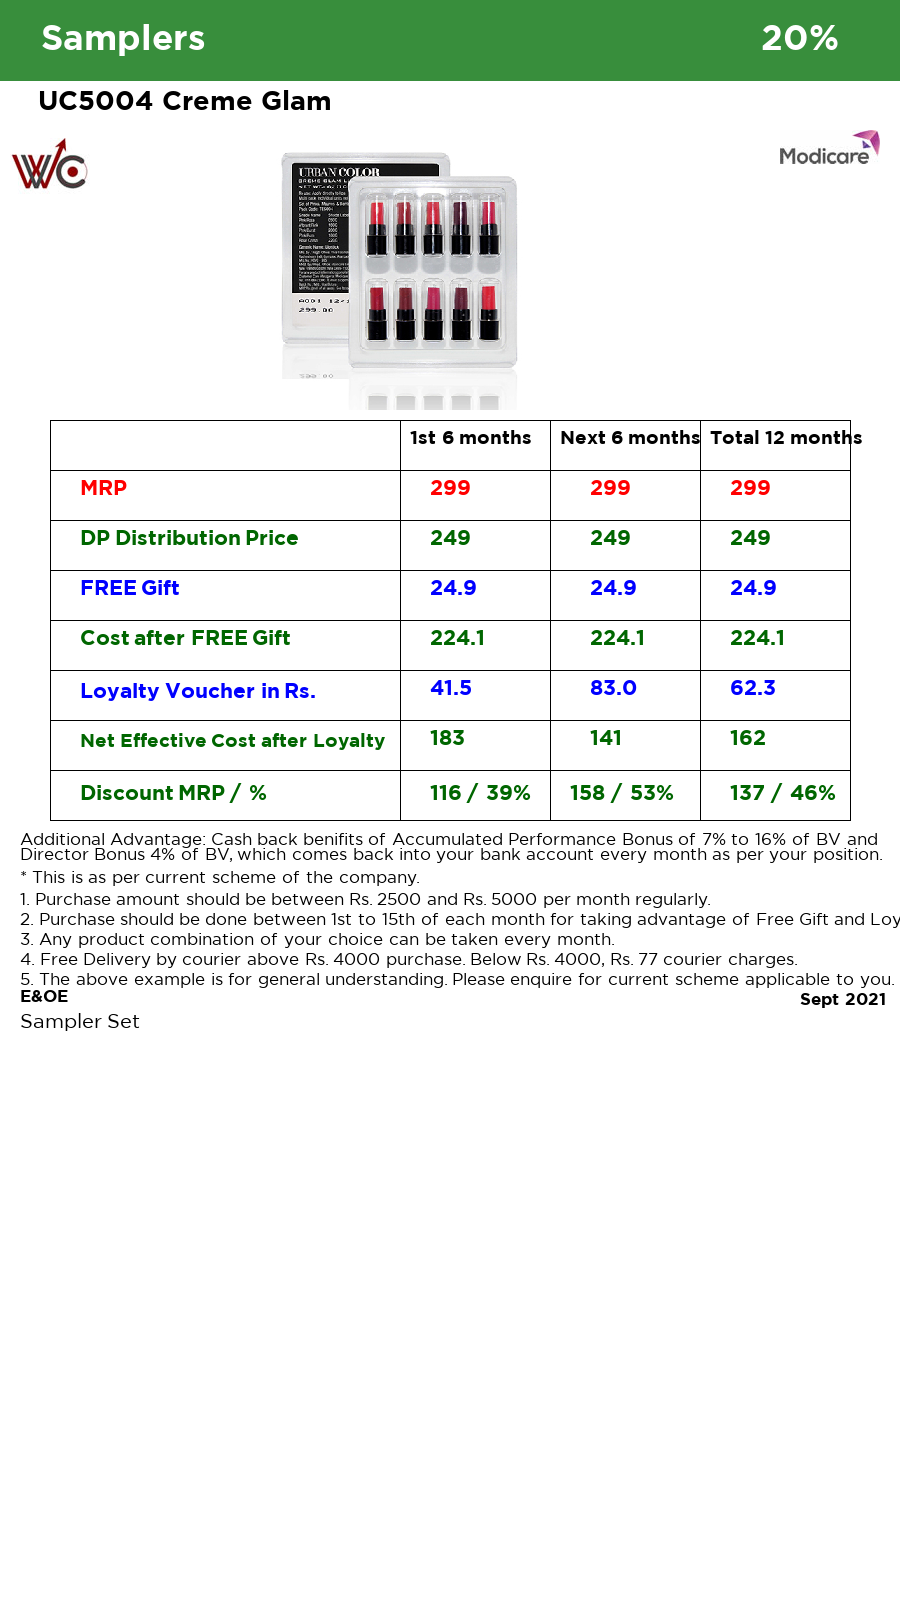 Samplers 20%
UC5004 Creme Glam
WC
Modicare
URBAN COLOR
299.00
1st 6 months Next 6 months Total 12 months
MRP 299 299 299
DP Distribution Price 249 249 249
FREE Gift 24.9 24.9 24.9
Cost after FREE Gift 224.1 224.1 224.1
Loyalty Voucher in Rs. 41.5 83.0 62.3
Net Effective Cost after Loyalty 183 141 162
Discount MRP / % 116 / 39% 158 / 53% 137 / 46%
Additional Advantage: Cash back benifits of Accumulated Performance Bonus of 7% to 16% of BV and
Director Bonus 4% of BV, which comes back into your bank account every month as per your position.
* This is as per current scheme of the company.
1. Purchase amount should be between Rs. 2500 and Rs. 5000 per month regularly.
2. Purchase should be done between 1st to 15th of each month for taking advantage of Free Gift and Loy
3. Any product combination of your choice can be taken every month.
4. Free Delivery by courier above Rs. 4000 purchase. Below Rs. 4000, Rs. 77 courier charges.
5. The above example is for general understanding. Please enquire for current scheme applicable to you.
E&OE
Sept 2021
Sampler Set